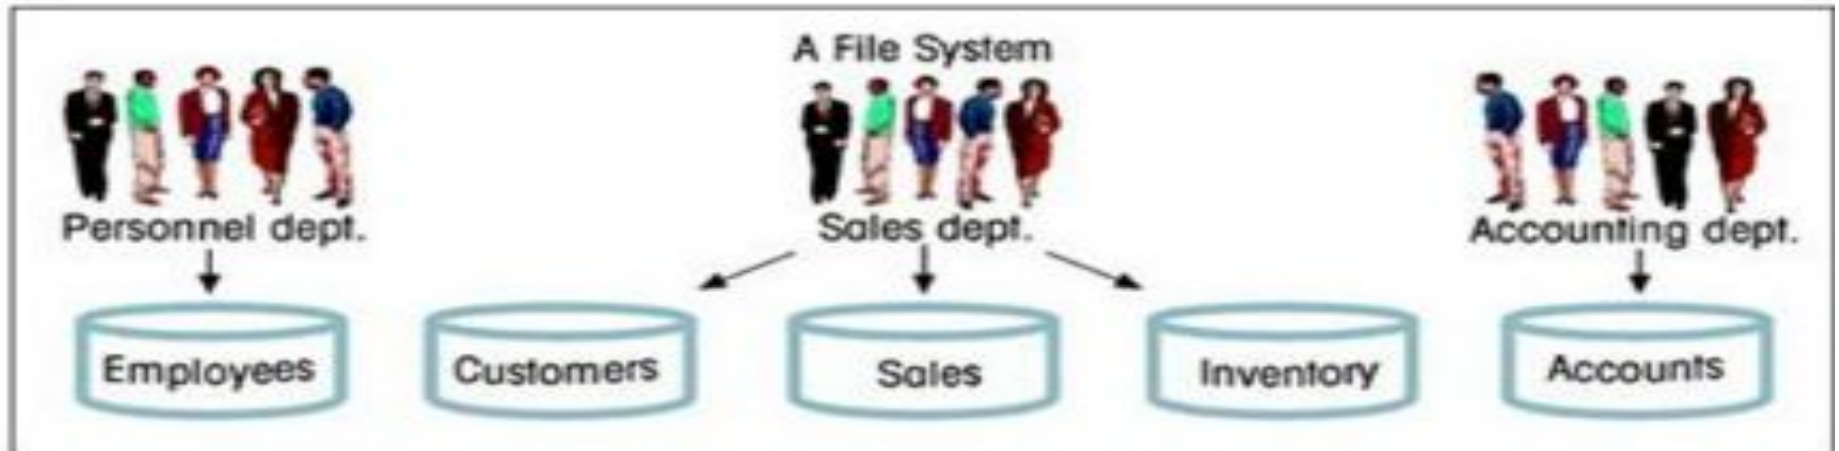 A File System
Personnel dept.
Sales dept.
Accounting dept.
Employees
Customers
Sales
Inventory
Accounts